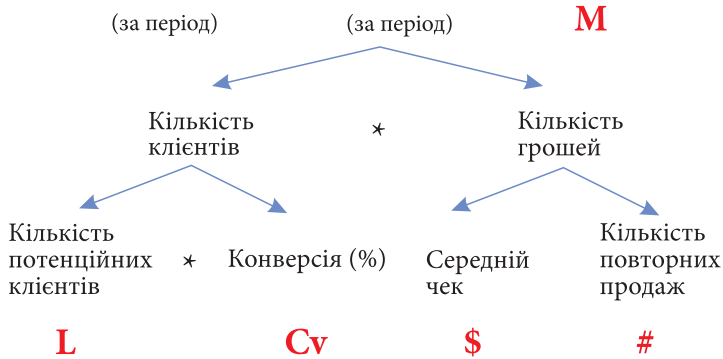 (за період) (за період) М
Кількість клієнтів * Кількість грошей
Кількість потенційних клієнтів * Конверсія (%) Середній чек Кількість повторних продаж
L Cv $ #